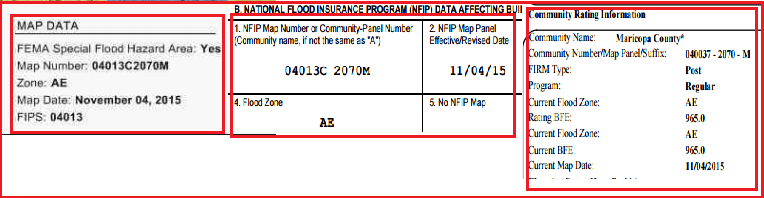 MAP DATA
FEMA Special Flood Hazard Area: Yes
Map Number: 04013C2070M
Zone: AE
Map Date: November 04, 2015
FIPS: 04013
B. NATIONAL FLOOD INSURANCE PROGRAM (NFIP) DATA AFFECTING BUI
1. NFIP Map Number or Community-Panel Number
(Community name, if not the same as "A")
04013C 2070M
2. NFIP Map Panel
Effective/Revised Date
11/04/15
4. Flood Zone
AE
5. No NFIP Map
Community Rating Information
Community Name: Maricopa County*
Community Number/Map Panel/Suffix: 040037 - 2070 - M
FIRM Type: Post
Program: Regular
Current Flood Zone: AE
Rating BFE: 965.0
Current Flood Zone: AE
Current BFE: 965.0
Current Map Date: 11/04/2015